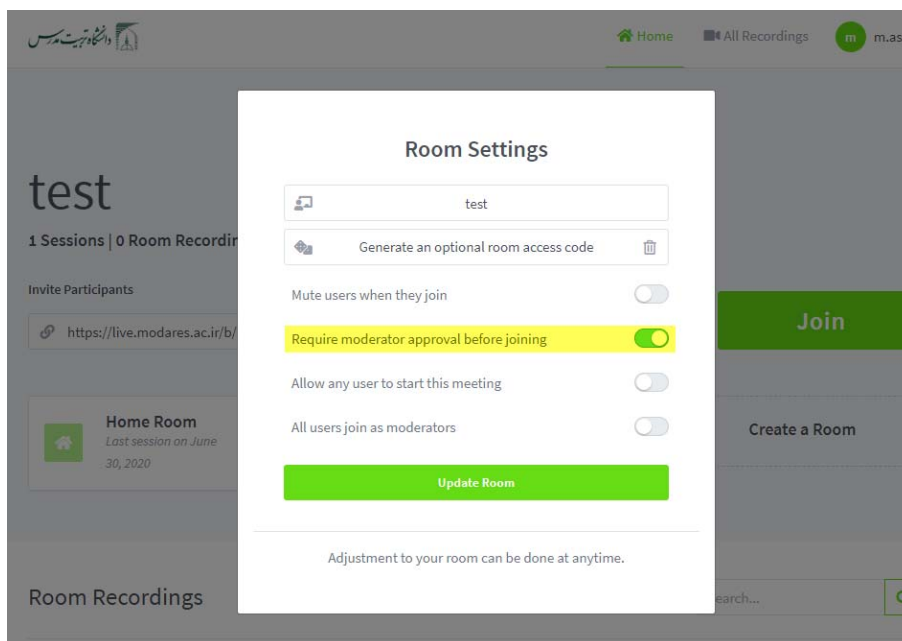 دانشگاه تربیت مدرس
Home
All Recordings
m
m.as
Room Settings
test
test
1 Sessions | 0 Room Recordin
Generate an optional room access code
Invite Participants
Mute users when they join
https://live.modares.ac.ir/b/
Join
Require moderator approval before joining
Allow any user to start this meeting
Home Room
Last session on June
30, 2020
All users join as moderators
Create a Room
Update Room
Adjustment to your room can be done at anytime.
Room Recordings
earch...